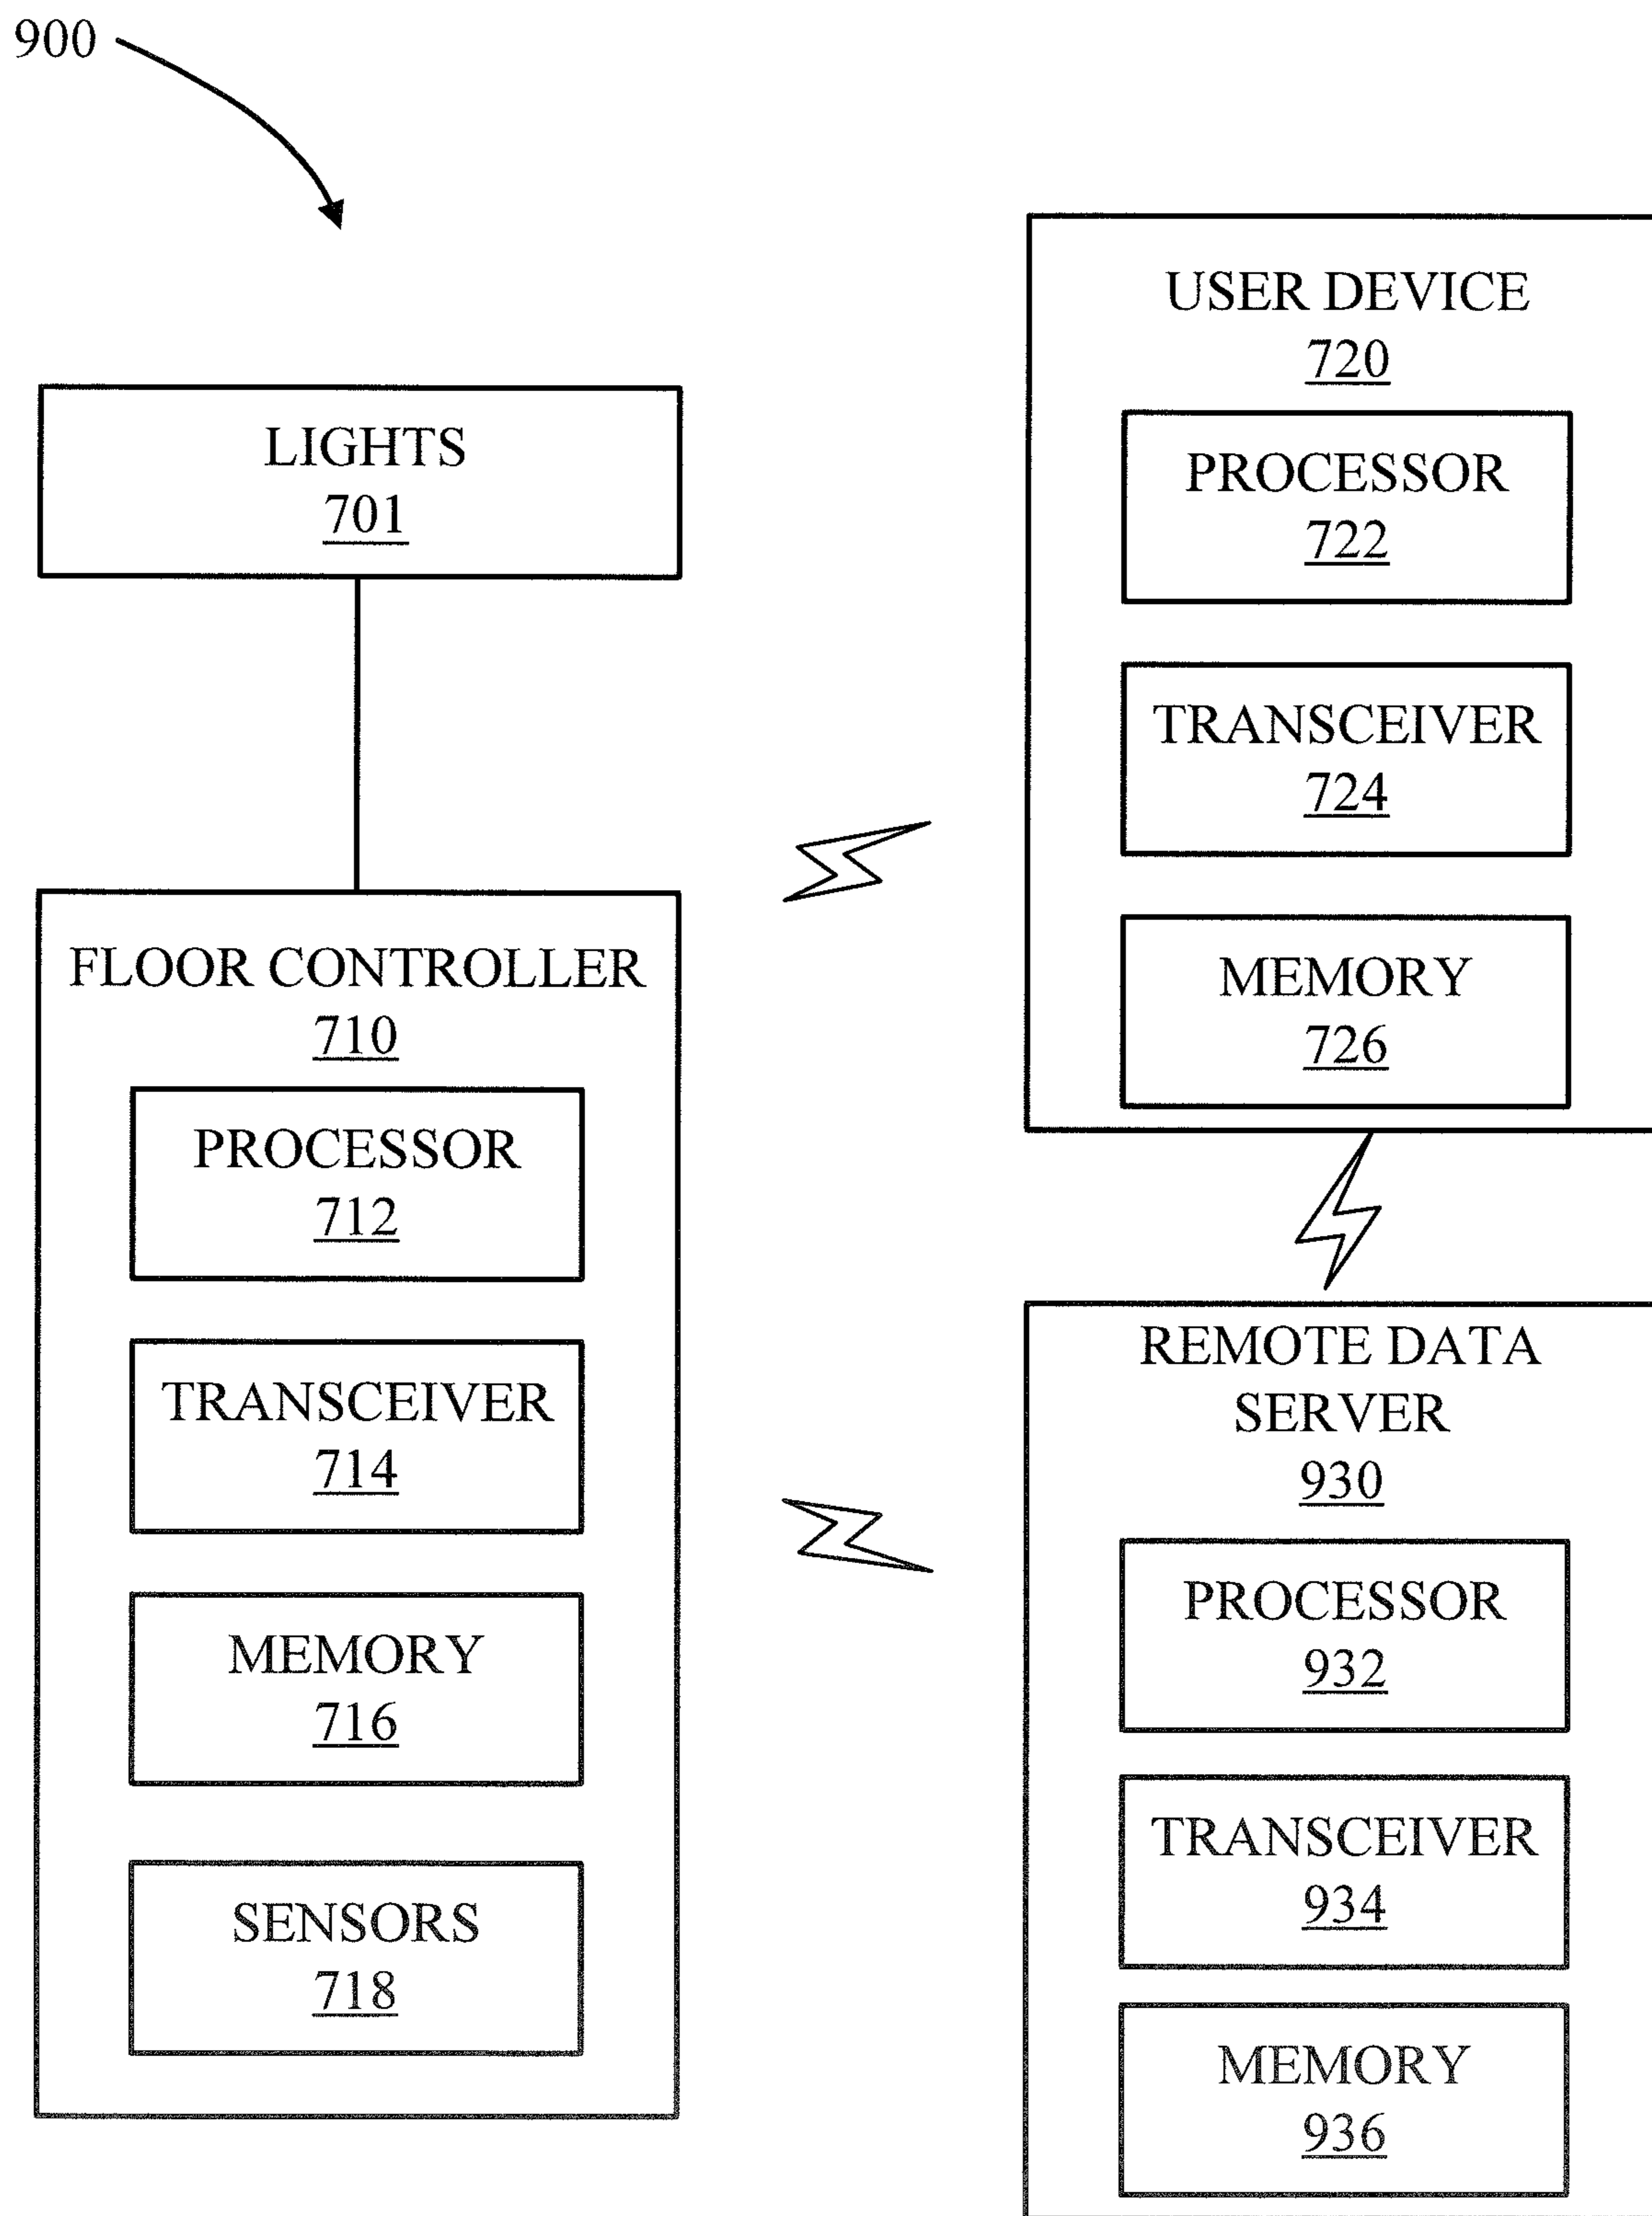 900
LIGHTS
701
FLOOR CONTROLLER
710
PROCESSOR
712
TRANSCEIVER
714
MEMORY
716
SENSORS
718
USER DEVICE
720
PROCESSOR
722
TRANSCEIVER
724
MEMORY
726
REMOTE DATA
SERVER
930
PROCESSOR
932
TRANSCEIVER
934
MEMORY
936